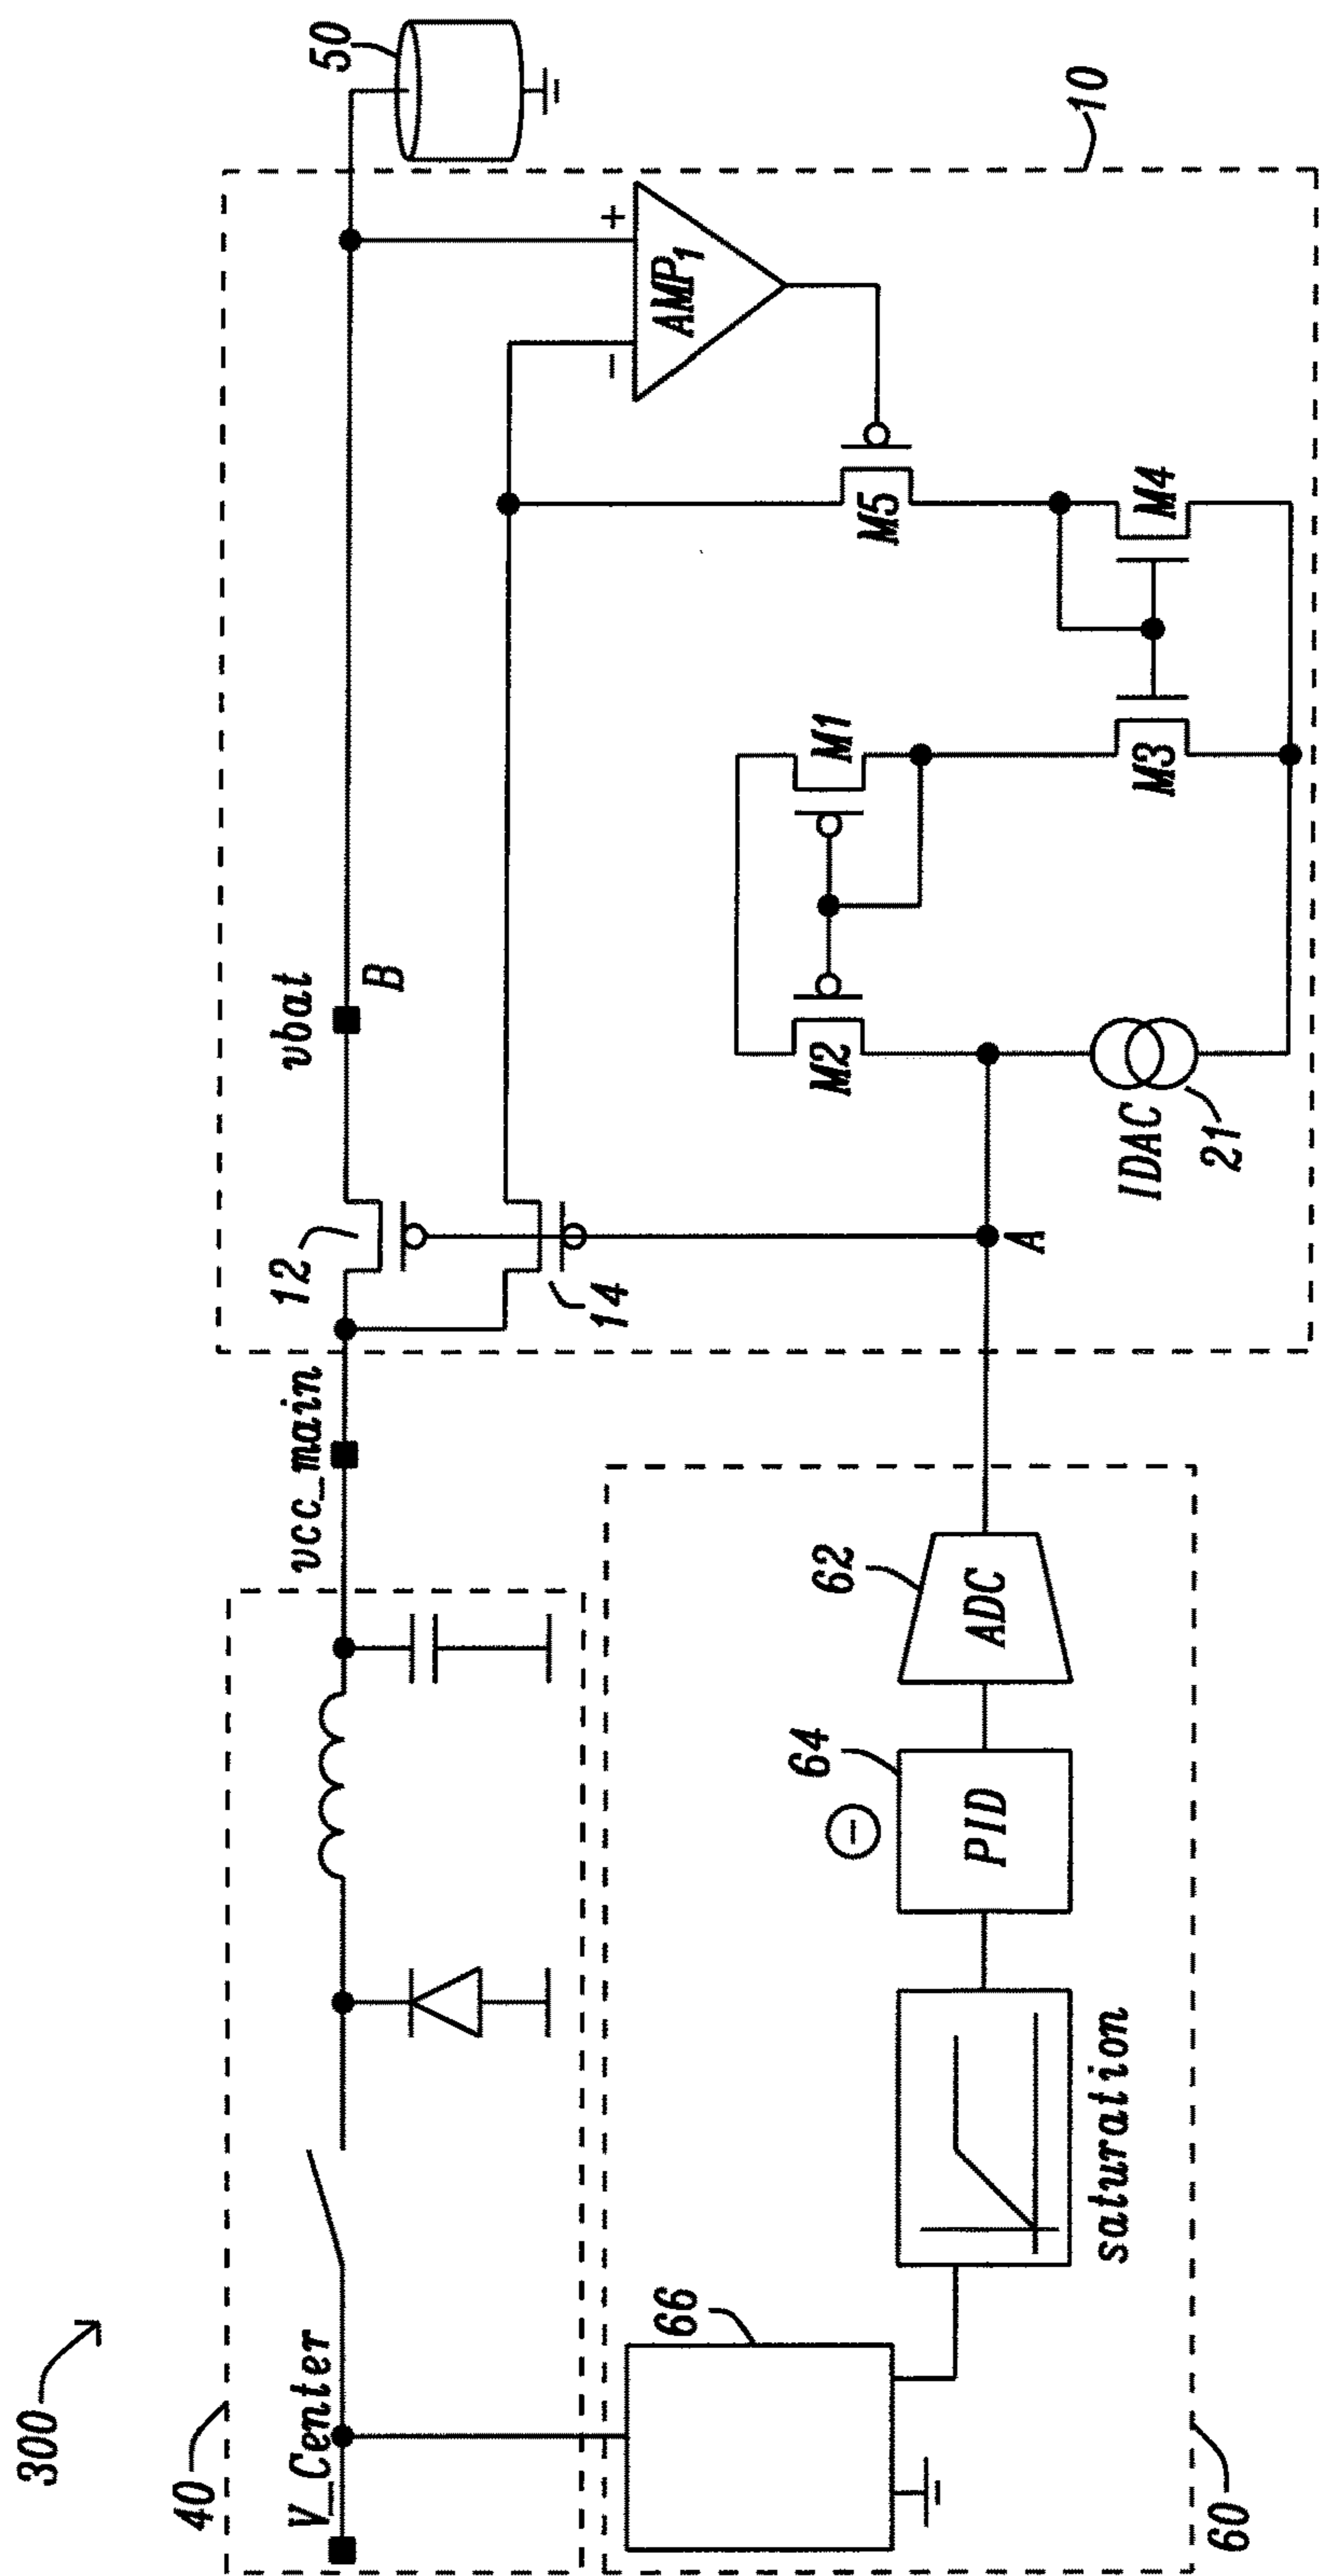 300
40
V_Center
vcc_main
12
vbat
B
50
14
10
AMP1
+
−
M5
M4
M3
M1
M2
IDAC
21
A
66
saturation
64
−
PID
62
ADC
60